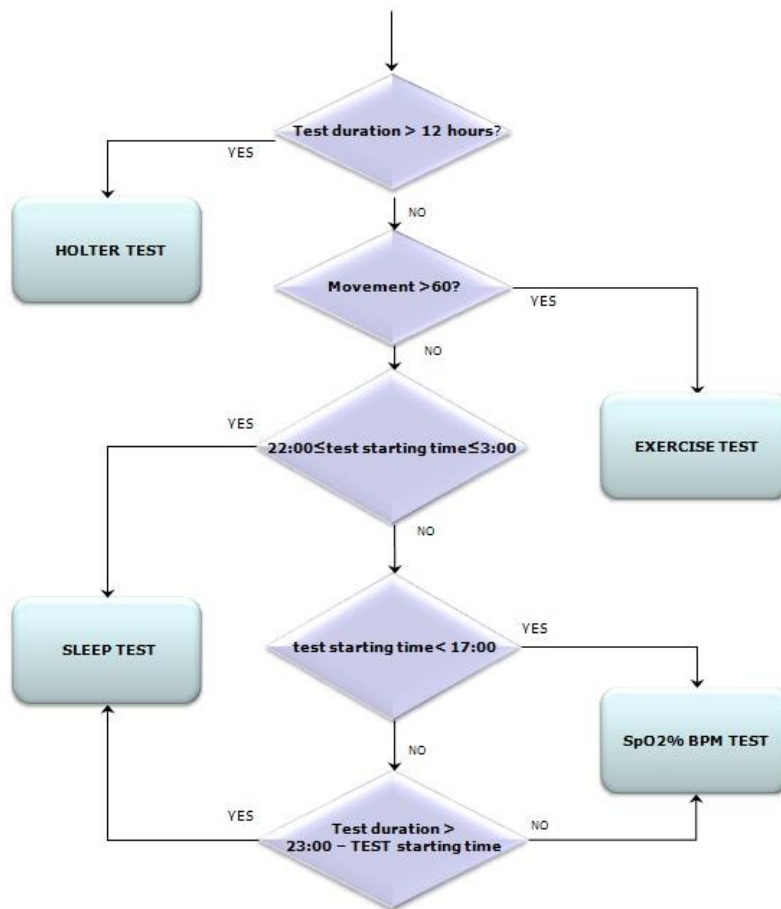 Test duration > 12 hours?
YES
NO
HOLTER TEST
Movement >60?
YES
NO
YES
22:00≤test starting time≤3:00
EXERCISE TEST
NO
SLEEP TEST
test starting time< 17:00
YES
NO
SpO2% BPM TEST
YES
Test duration >
23:00 – TEST starting time
NO